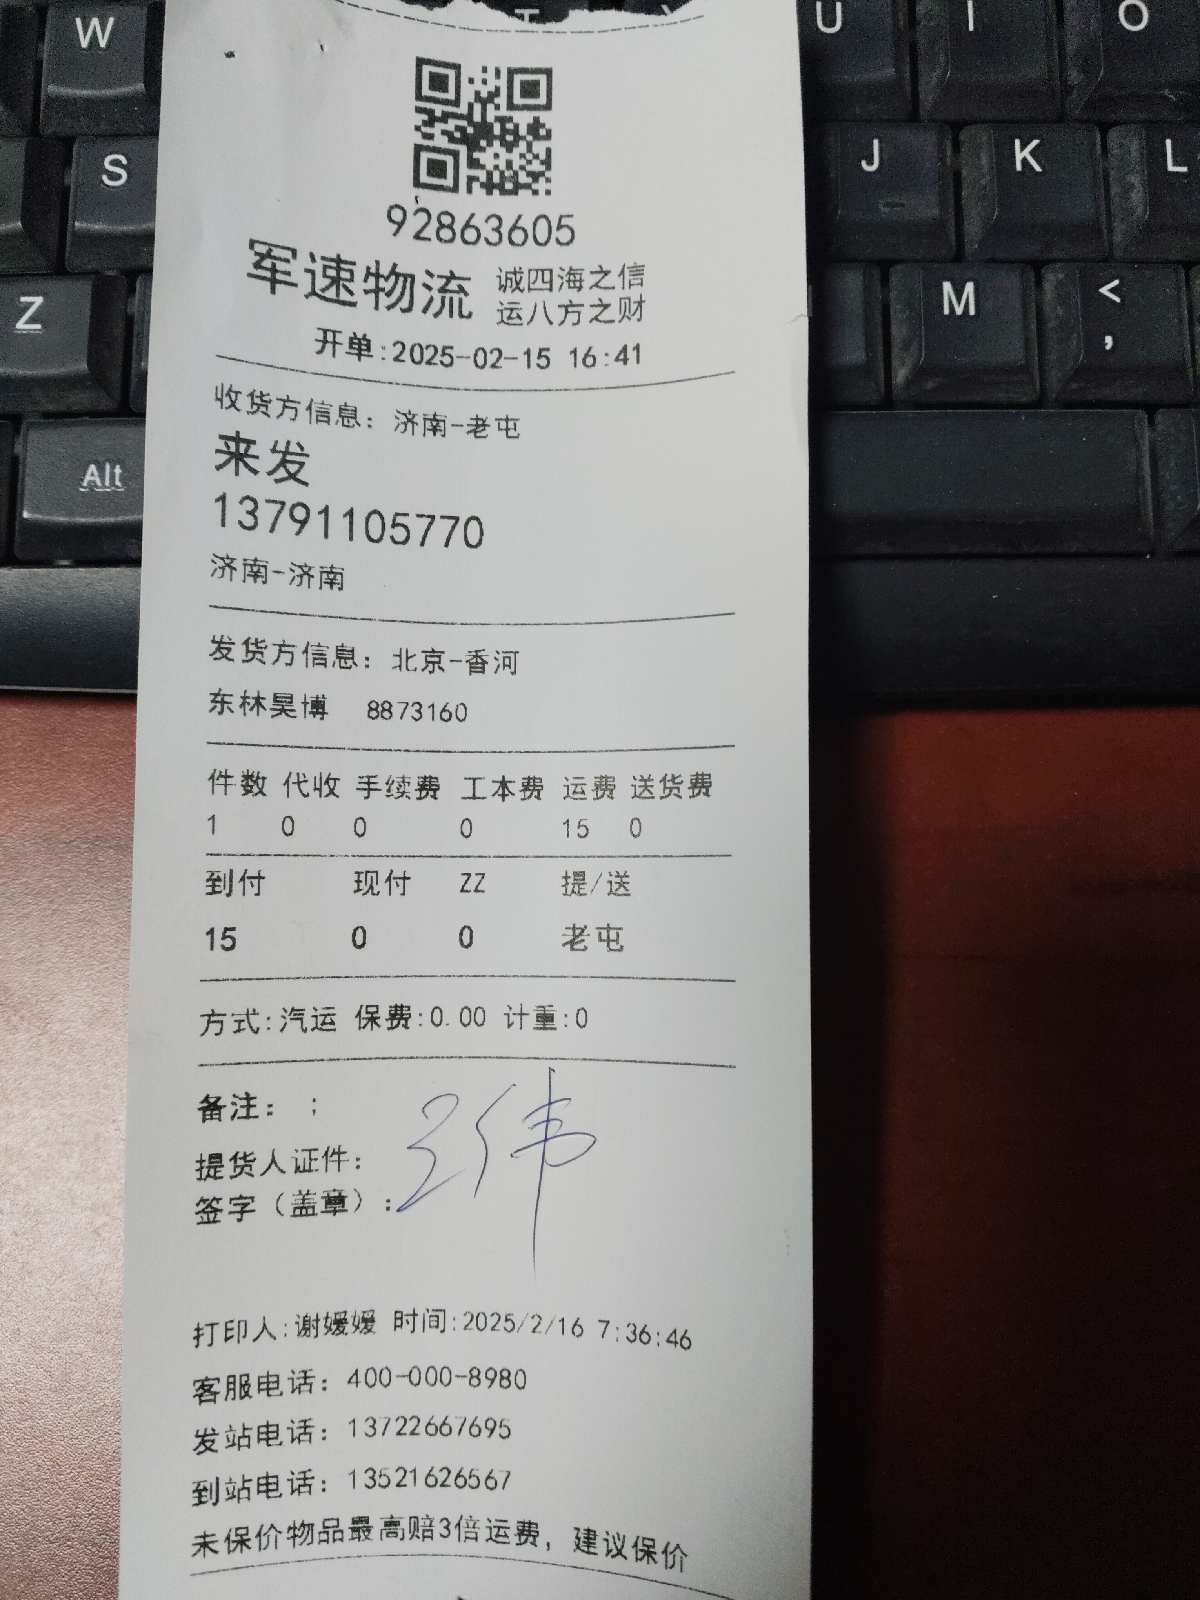 W
U
I
O
S
J
K
L
Z
M
<
,
Alt
92863605
军速物流 诚四海之信
运八方之财
开单:2025-02-15 16:41
收货方信息: 济南-老屯
来发
13791105770
济南-济南
发货方信息: 北京-香河
东林昊博 8873160
件数 代收 手续费 工本费 运费 送货费
1 0 0 0 15 0
到付 现付 ZZ 提/送
15 0 0 老屯
方式:汽运 保费:0.00 计重:0
备注: ;
提货人证件:
签字(盖章):
打印人:谢媛媛 时间:2025/2/16 7:36:46
客服电话: 400-000-8980
发站电话: 13722667695
到站电话: 13521626567
未保价物品最高赔3倍运费, 建议保价